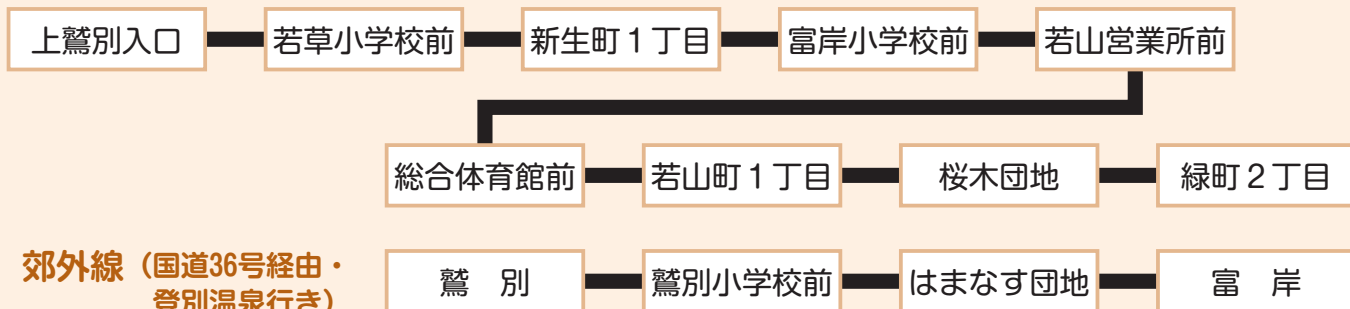 上鷲別入口 若草小学校前 新生町1丁目 富岸小学校前 若山営業所前
総合体育館前 若山町1丁目 桜木団地 緑町2丁目
郊外線(国道36号経由・
登別温泉行き)
鷲 別 鷲別小学校前 はまなす団地 富 岸